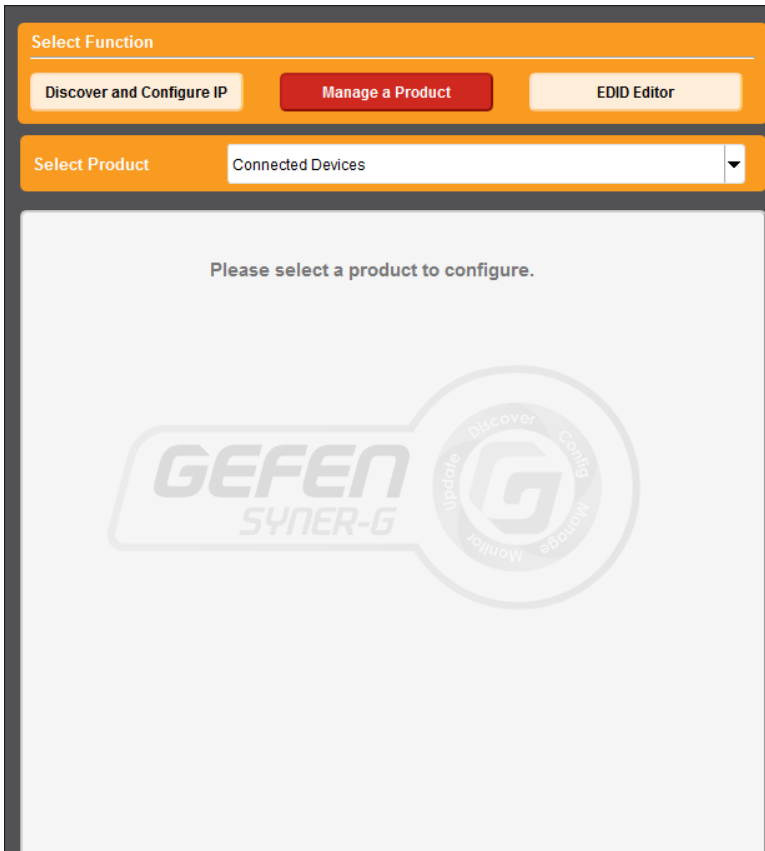 Select Function
Discover and Configure IP
Manage a Product
EDID Editor
Select Product
Connected Devices
Please select a product to configure.
GEFEN
SYNER-G
Discover
Config
Manage
Monitor
Update